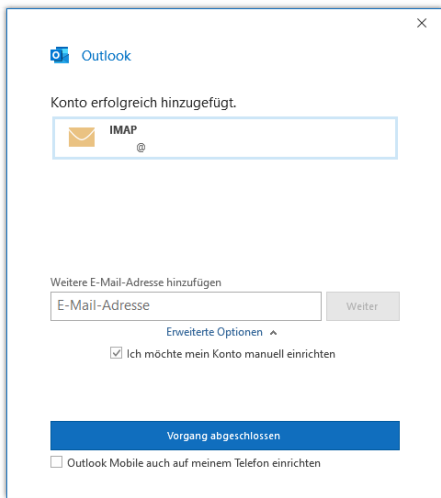 Outlook
Konto erfolgreich hinzugefügt.
IMAP
@
Weitere E-Mail-Adresse hinzufügen
E-Mail-Adresse
Weiter
Erweiterte Optionen
Ich möchte mein Konto manuell einrichten
Vorgang abgeschlossen
Outlook Mobile auch auf meinem Telefon einrichten